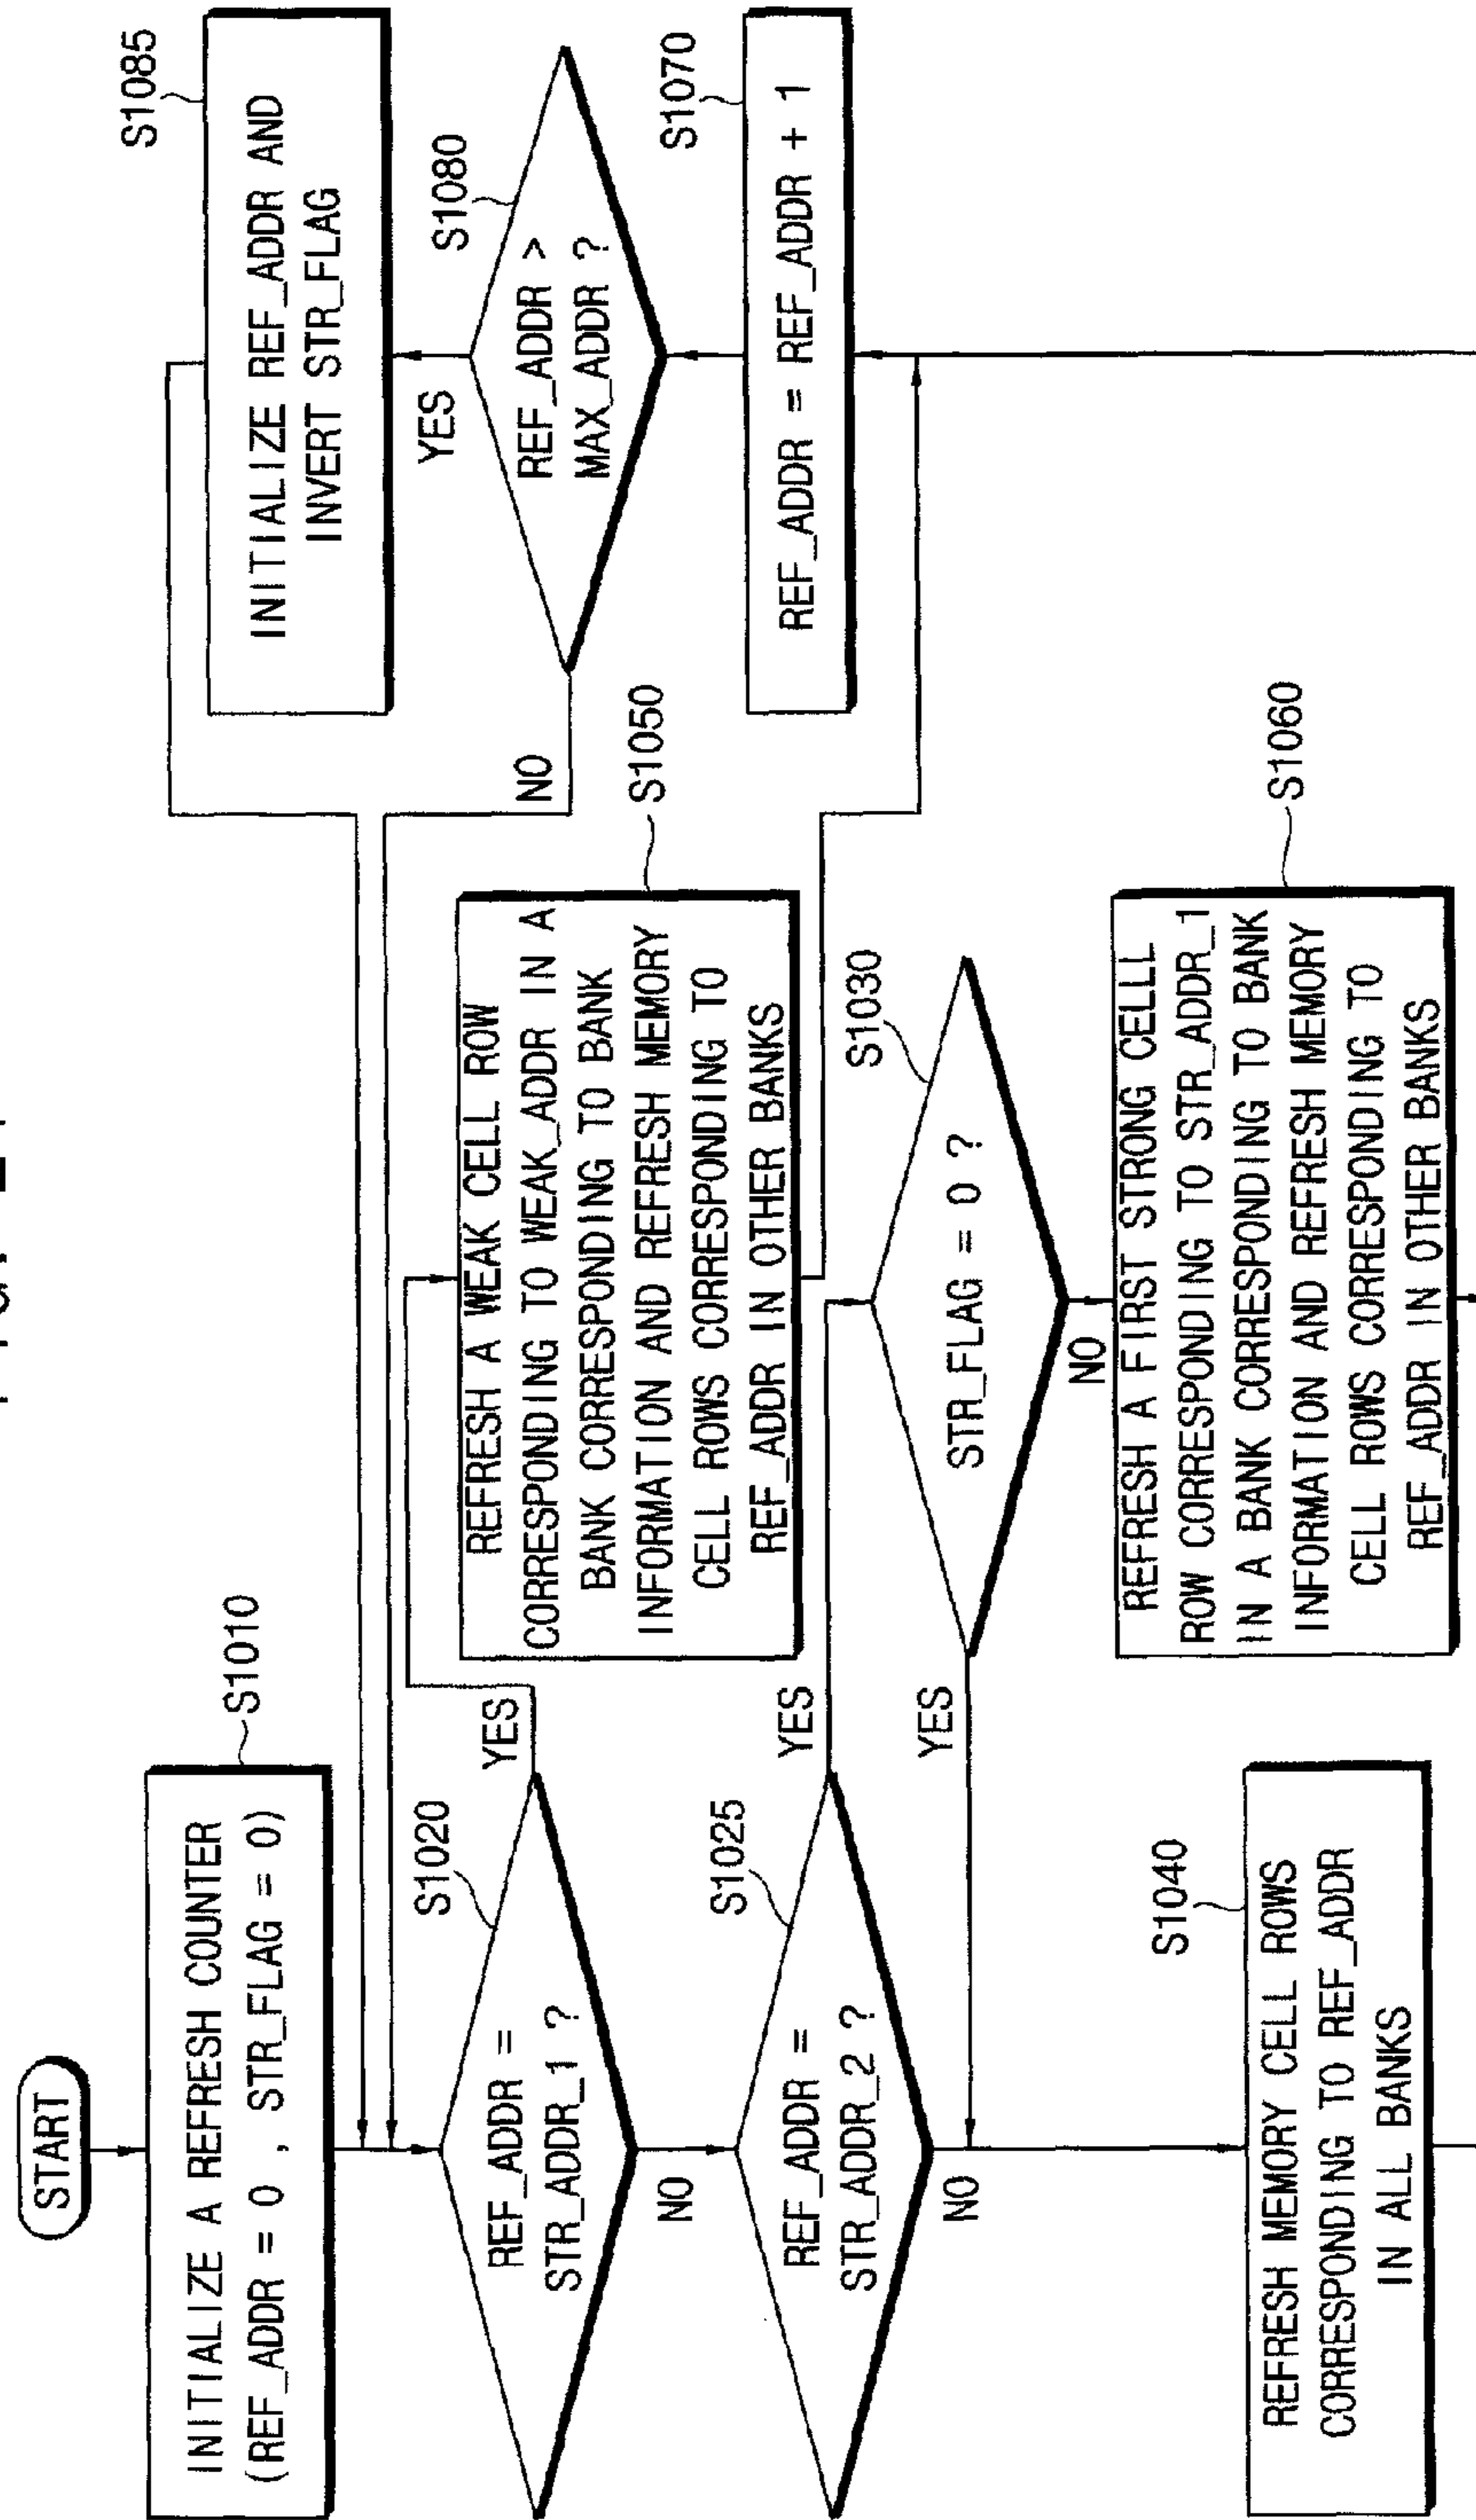 START
INITIALIZE A REFRESH COUNTER
(REF_ADDR = 0 , STR_FLAG = 0)
S1010
REF_ADDR =
STR_ADDR_1 ?
S1020
YES
NO
REF_ADDR =
STR_ADDR_2 ?
S1025
YES
NO
REFRESH MEMORY CELL ROWS
CORRESPONDING TO REF_ADDR
IN ALL BANKS
S1040
REFRESH A WEAK CELL ROW
CORRESPONDING TO WEAK_ADDR IN A
BANK CORRESPONDING TO BANK
INFORMATION AND REFRESH MEMORY
CELL ROWS CORRESPONDING TO
REF_ADDR IN OTHER BANKS
S1050
STR_FLAG = 0 ?
S1030
YES
NO
REFRESH A FIRST STRONG CELLL
ROW CORRESPOND TO STR_ADDR_1
IN A BANK CORRESPONDING TO BANK
INFORMATION AND REFRESH MEMORY
CELL ROWS CORRESPONDING TO
REF_ADDR IN OTHER BANKS
S1060
INITIALIZE REF_ADDR AND
INVERT STR_FLAG
S1085
YES
REF_ADDR >
MAX_ADDR ?
S1080
NO
REF_ADDR = REF_ADDR + 1
S1070